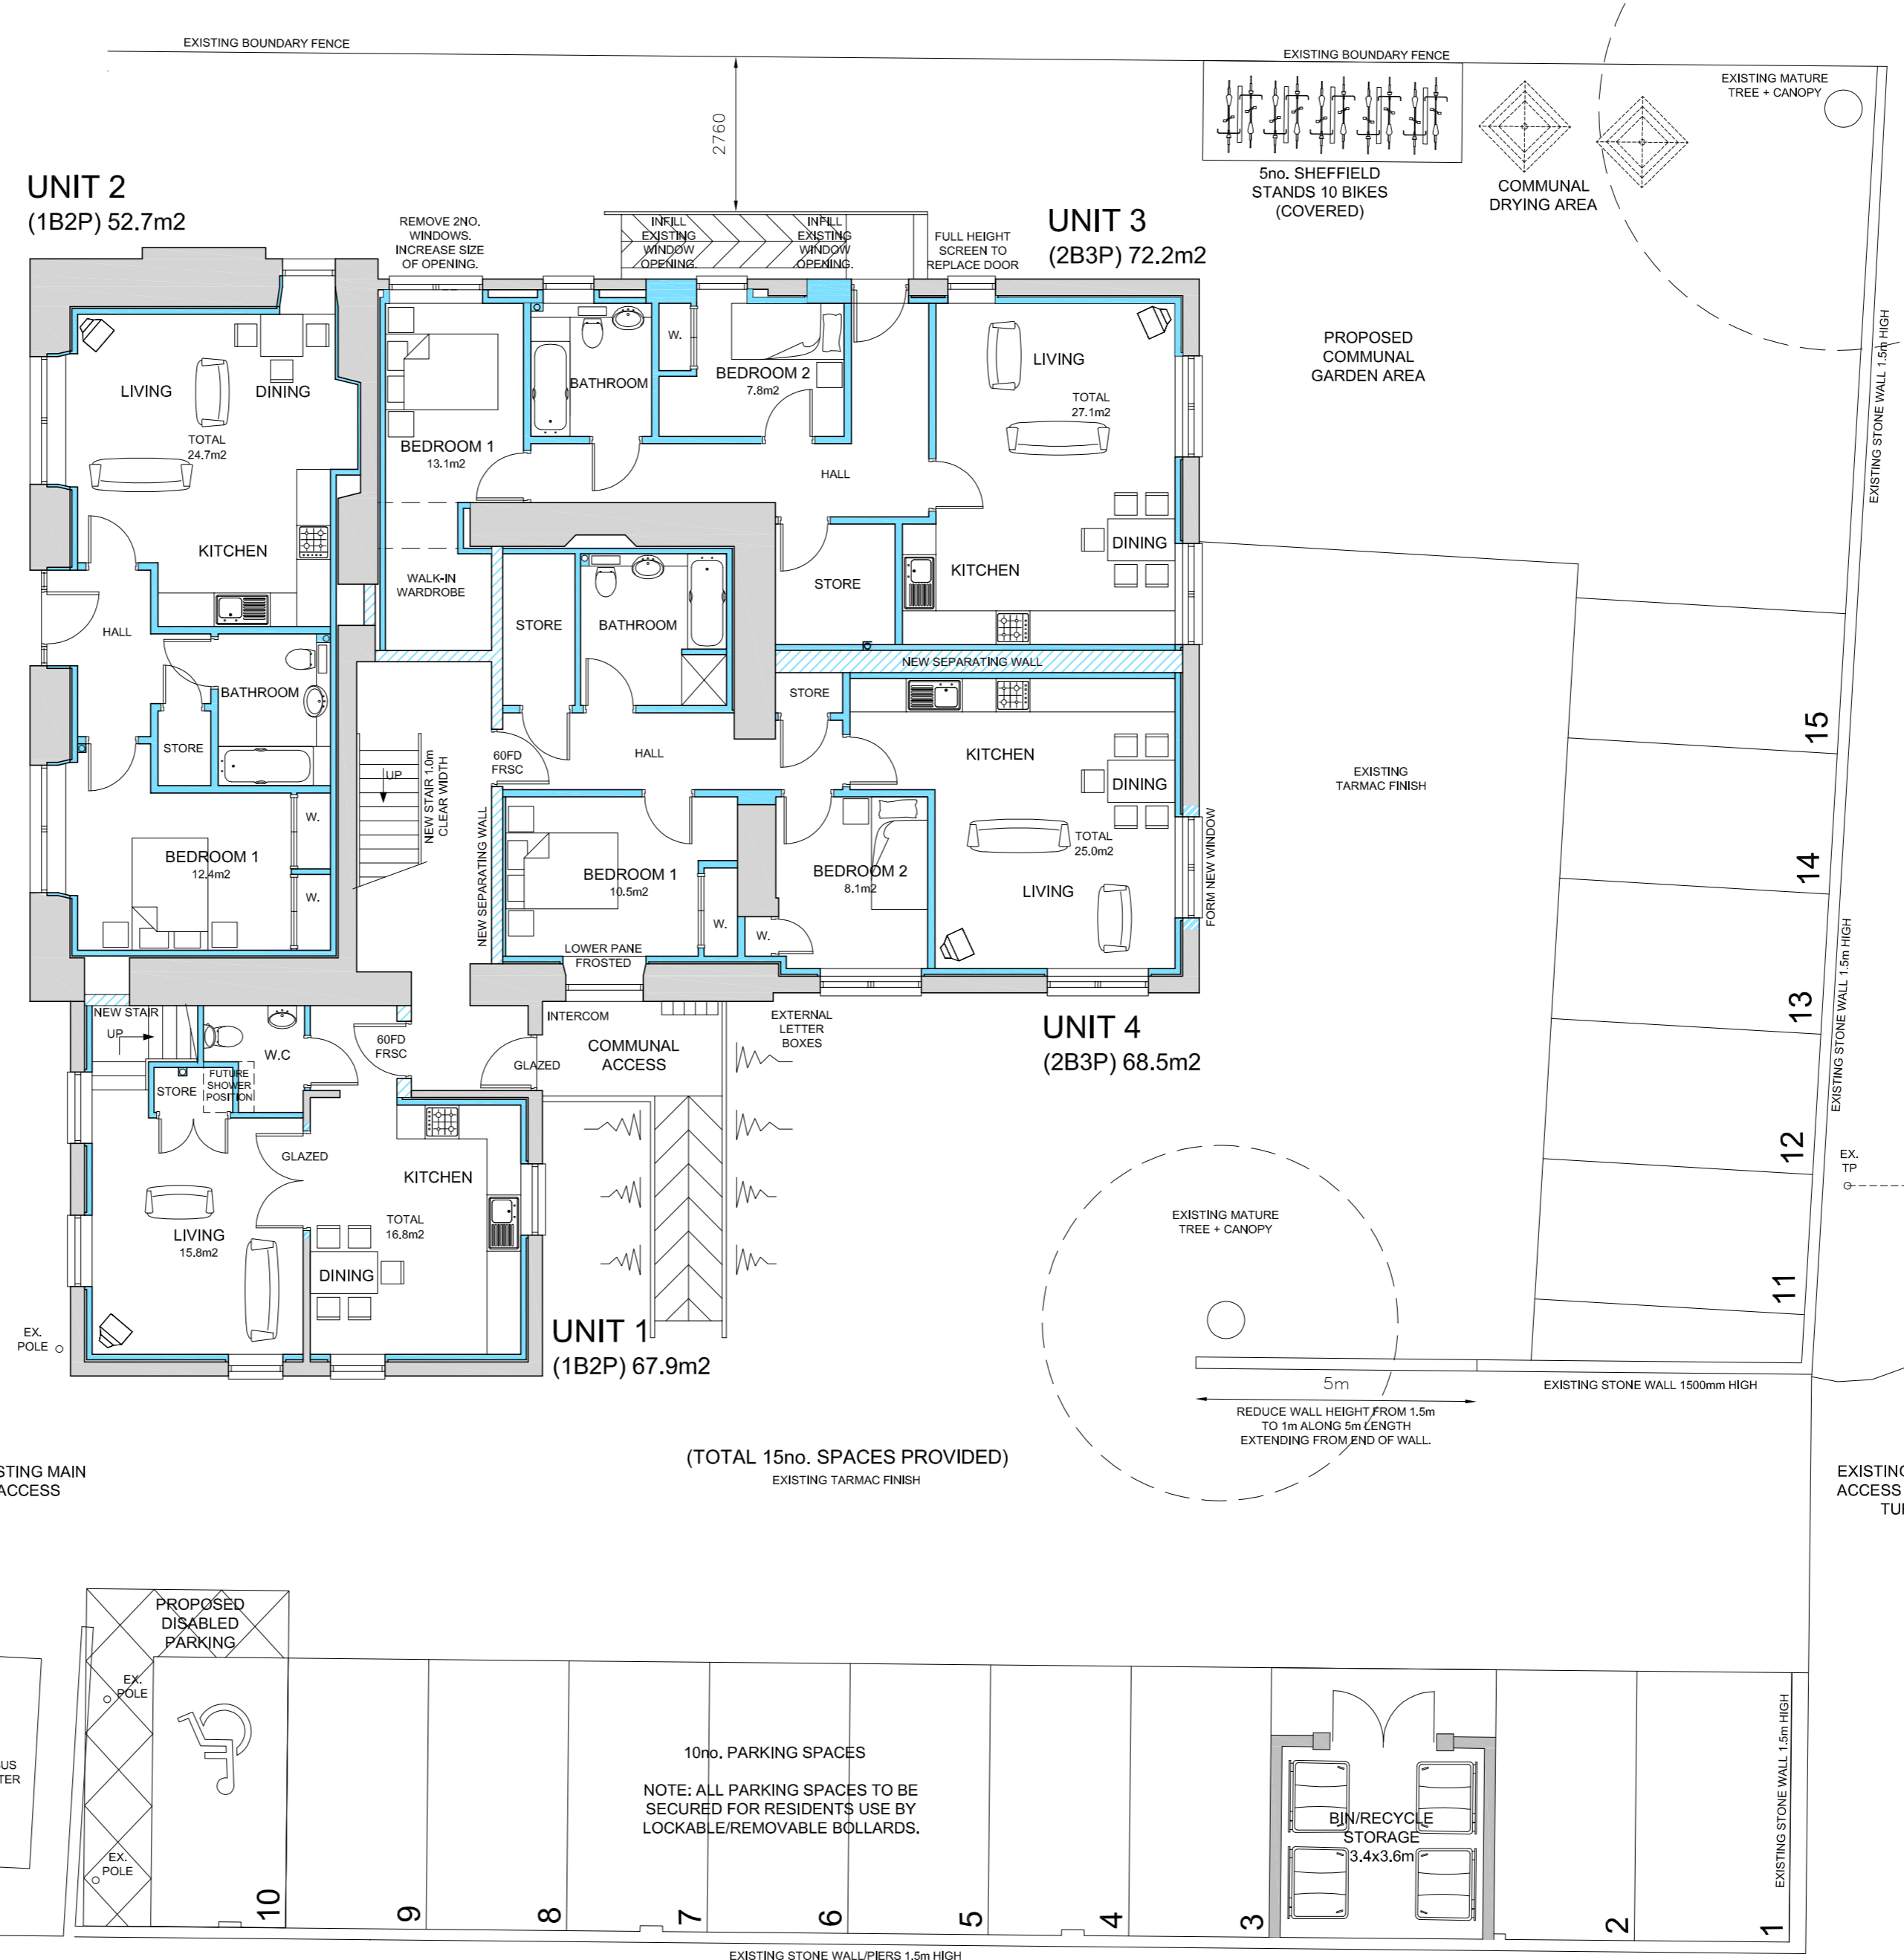 EXISTING BOUNDARY FENCE
EXISTING BOUNDARY FENCE
EXISTING MATURE
TREE + CANOPY
2760
5no. SHEFFIELD
STANDS 10 BIKES
(COVERED)
COMMUNAL
DRYING AREA
UNIT 2
(1B2P) 52.7m2
REMOVE 2NO.
WINDOWS.
INCREASE SIZE
OF OPENING.
INFILL
EXISTING
WINDOW
OPENING.
INFILL
EXISTING
WINDOW
OPENING.
FULL HEIGHT
SCREEN TO
REPLACE DOOR
UNIT 3
(2B3P) 72.2m2
PROPOSED
COMMUNAL
GARDEN AREA
EXISTING STONE WALL 1.5m HIGH
LIVING
DINING
TOTAL
24.7m2
KITCHEN
HALL
BATHROOM
STORE
BEDROOM 1
12.4m2
W.
W.
BEDROOM 1
13.1m2
BATHROOM
W.
BEDROOM 2
7.8m2
HALL
LIVING
TOTAL
27.1m2
DINING
KITCHEN
STORE
WALK-IN
WARDROBE
STORE
BATHROOM
NEW SEPARATING WALL
STORE
KITCHEN
DINING
TOTAL
25.0m2
LIVING
HALL
60FD
FRSC
UP
NEW STAIR 1.0m
CLEAR WIDTH
NEW SEPARATING WALL
BEDROOM 1
10.5m2
W.
W.
BEDROOM 2
8.1m2
LOWER PANE
FROSTED
FORM NEW WINDOW
EXISTING
TARMAC FINISH
15
14
13
12
11
EXISTING STONE WALL 1.5m HIGH
EX.
TP
UNIT 4
(2B3P) 68.5m2
INTERCOM
COMMUNAL
ACCESS
EXTERNAL
LETTER
BOXES
GLAZED
NEW STAIR
UP
W.C
60FD
FRSC
STORE
FUTURE
SHOWER
POSITION
GLAZED
KITCHEN
TOTAL
16.8m2
LIVING
15.8m2
DINING
UNIT 1
(1B2P) 67.9m2
EX.
POLE
EXISTING MATURE
TREE + CANOPY
5m
REDUCE WALL HEIGHT FROM 1.5m
TO 1m ALONG 5m LENGTH
EXTENDING FROM END OF WALL.
EXISTING STONE WALL 1500mm HIGH
(TOTAL 15no. SPACES PROVIDED)
EXISTING TARMAC FINISH
STING MAIN
ACCESS
EXISTING
ACCESS
TU
PROPOSED
DISABLED
PARKING
EX.
POLE
EX.
POLE
US
TER
10no. PARKING SPACES
NOTE: ALL PARKING SPACES TO BE
SECURED FOR RESIDENTS USE BY
LOCKABLE/REMOVABLE BOLLARDS.
BIN/RECYCLE
STORAGE
3.4x3.6m
EXISTING STONE WALL 1.5m HIGH
10
9
8
7
6
5
4
3
2
1
EXISTING STONE WALL/PIERS 1.5m HIGH